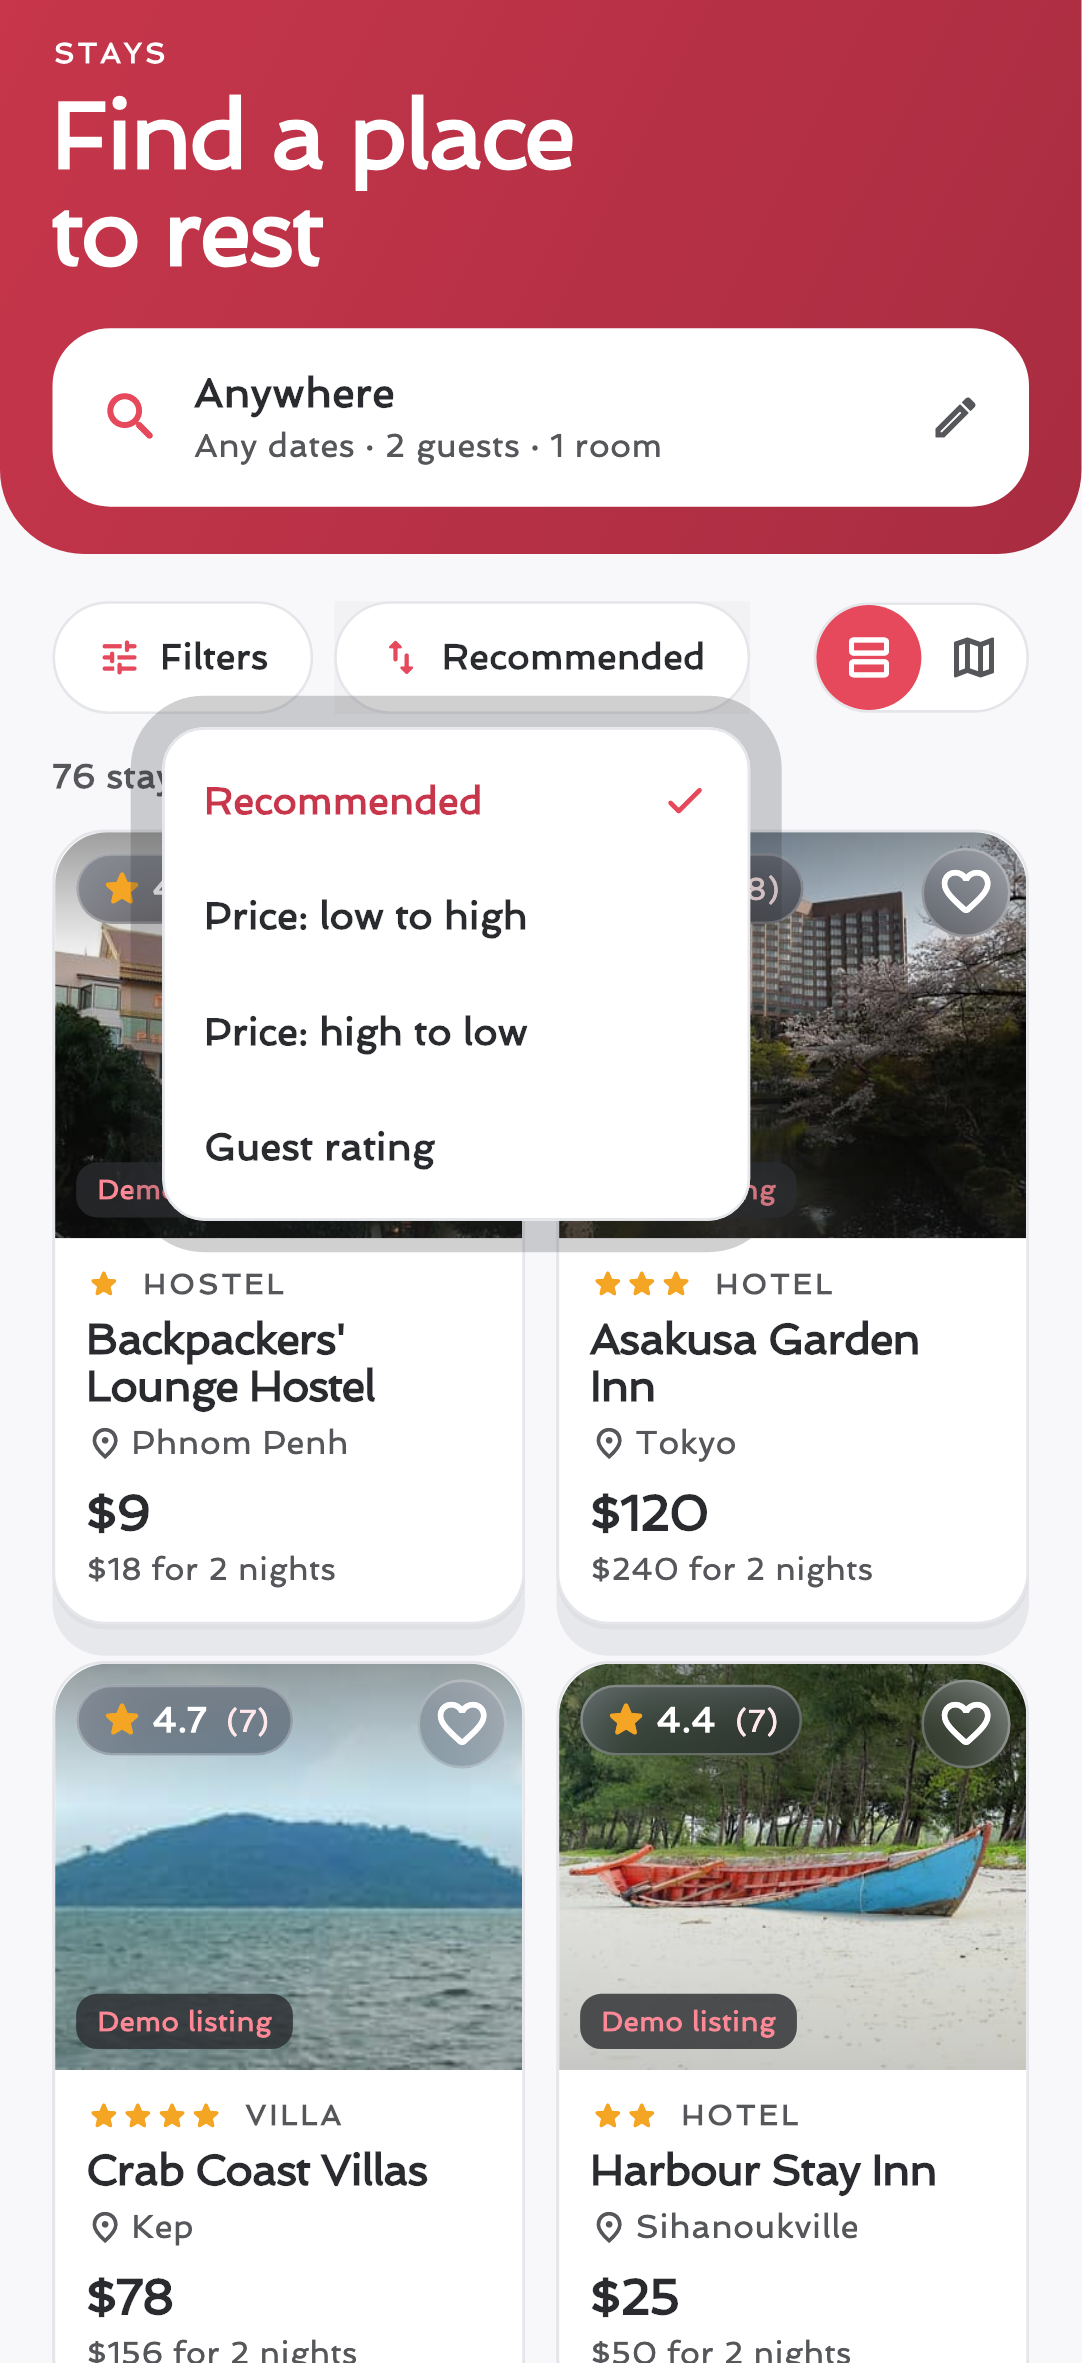 STAYS
Find a place
to rest
Anywhere
Any dates · 2 guests · 1 room
Filters
Recommended
76
Recommended
Price: low to high
Price: high to low
Guest rating
8)
HOSTEL
Backpackers'
Lounge Hostel
Phnom Penh
$9
$18 for 2 nights
HOTEL
Asakusa Garden
Inn
Tokyo
$120
$240 for 2 nights
4.7 (7)
Demo listing
VILLA
Crab Coast Villas
Kep
$78
$156 for 2 nights
4.4 (7)
Demo listing
HOTEL
Harbour Stay Inn
Sihanoukville
$25
$50 for 2 nights